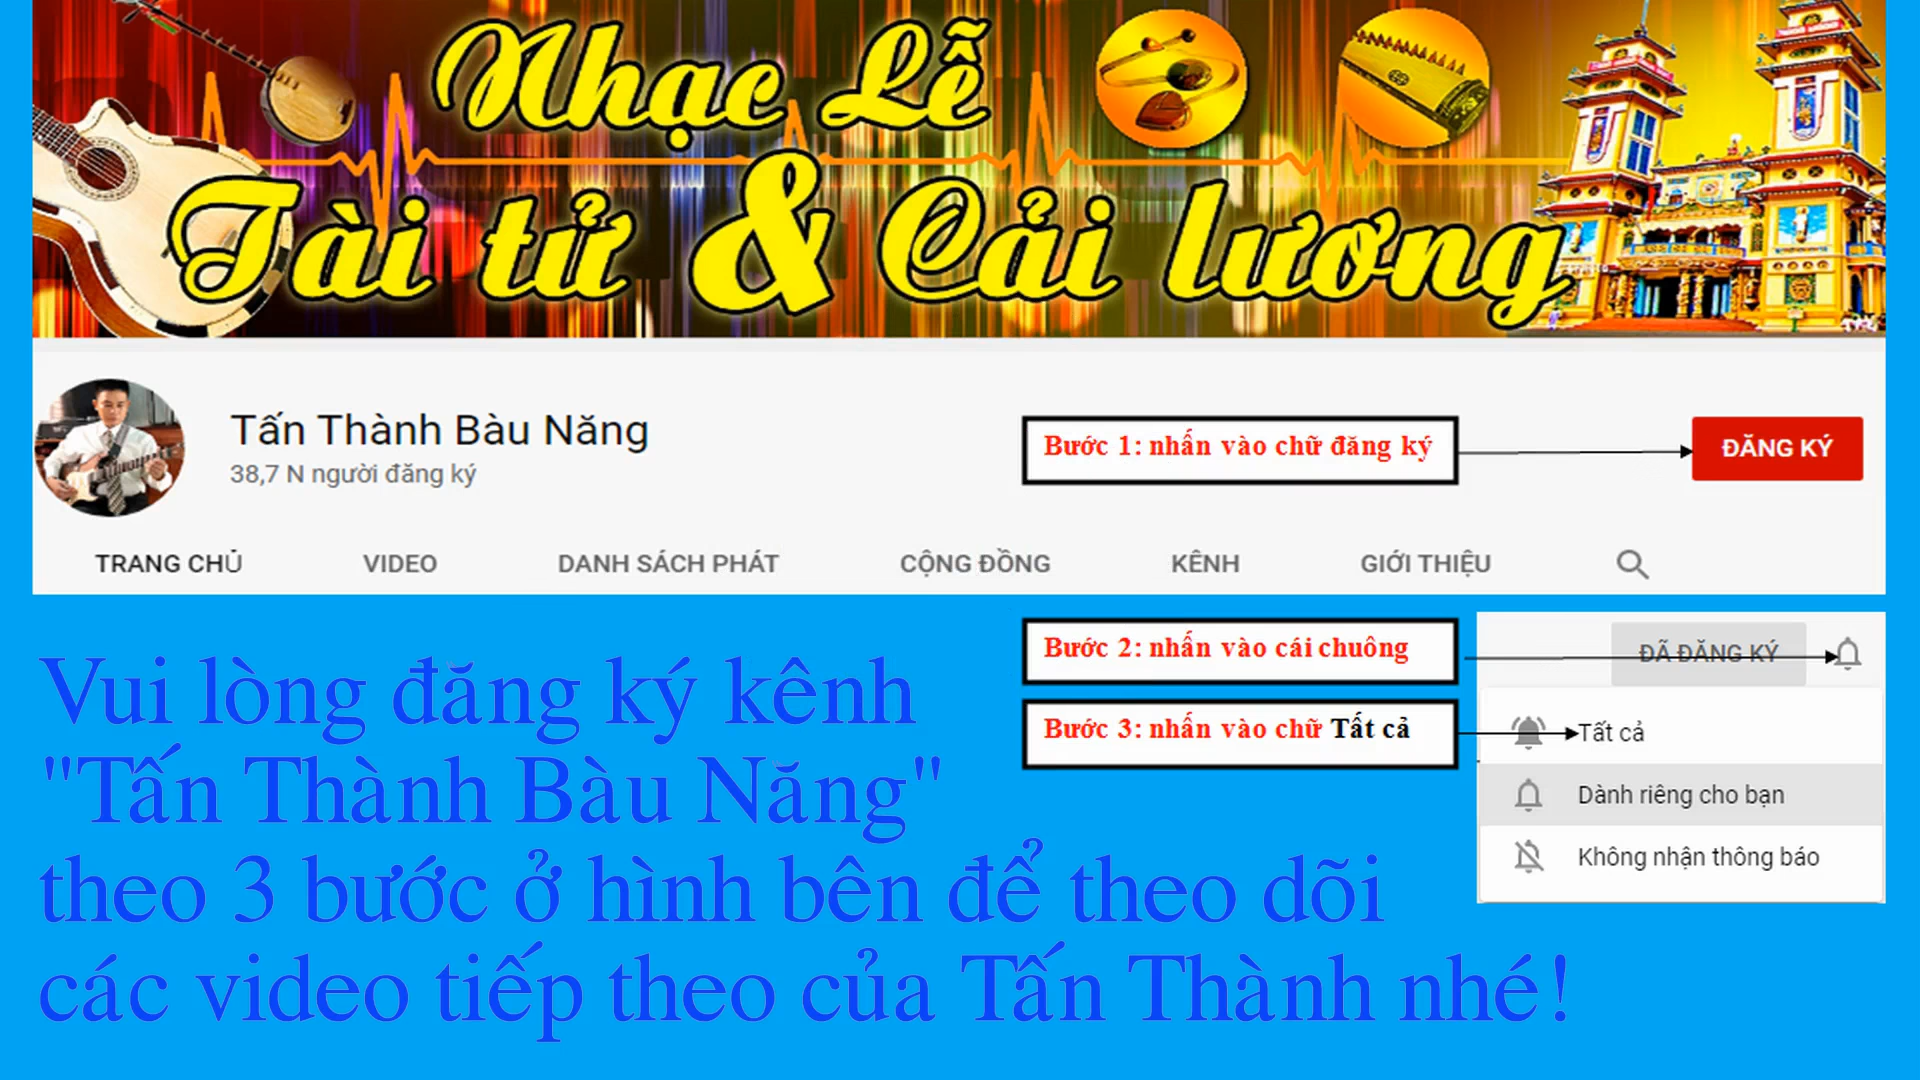 Nhạc Lễ
Tài tử & Cải lương
Tấn Thành Bàu Năng
38,7 N người đăng ký
Bước 1: nhấn vào chữ đăng ký
ĐĂNG KÝ
TRANG CHỦ VIDEO DANH SÁCH PHÁT CỘNG ĐỒNG KÊNH GIỚI THIỆU
Bước 2: nhấn vào cái chuông
ĐÃ ĐĂNG KÝ
Bước 3: nhấn vào chữ Tất cả
Tất cả
Dành riêng cho bạn
Không nhận thông báo
Vui lòng đăng ký kênh
"Tấn Thành Bàu Năng"
theo 3 bước ở hình bên để theo dõi
các video tiếp theo của Tấn Thành nhé!